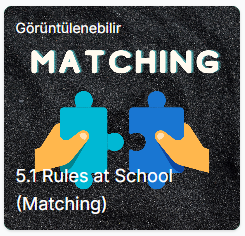 Görüntülenebilir
MATCHING
5.1 Rules at School
(Matching)